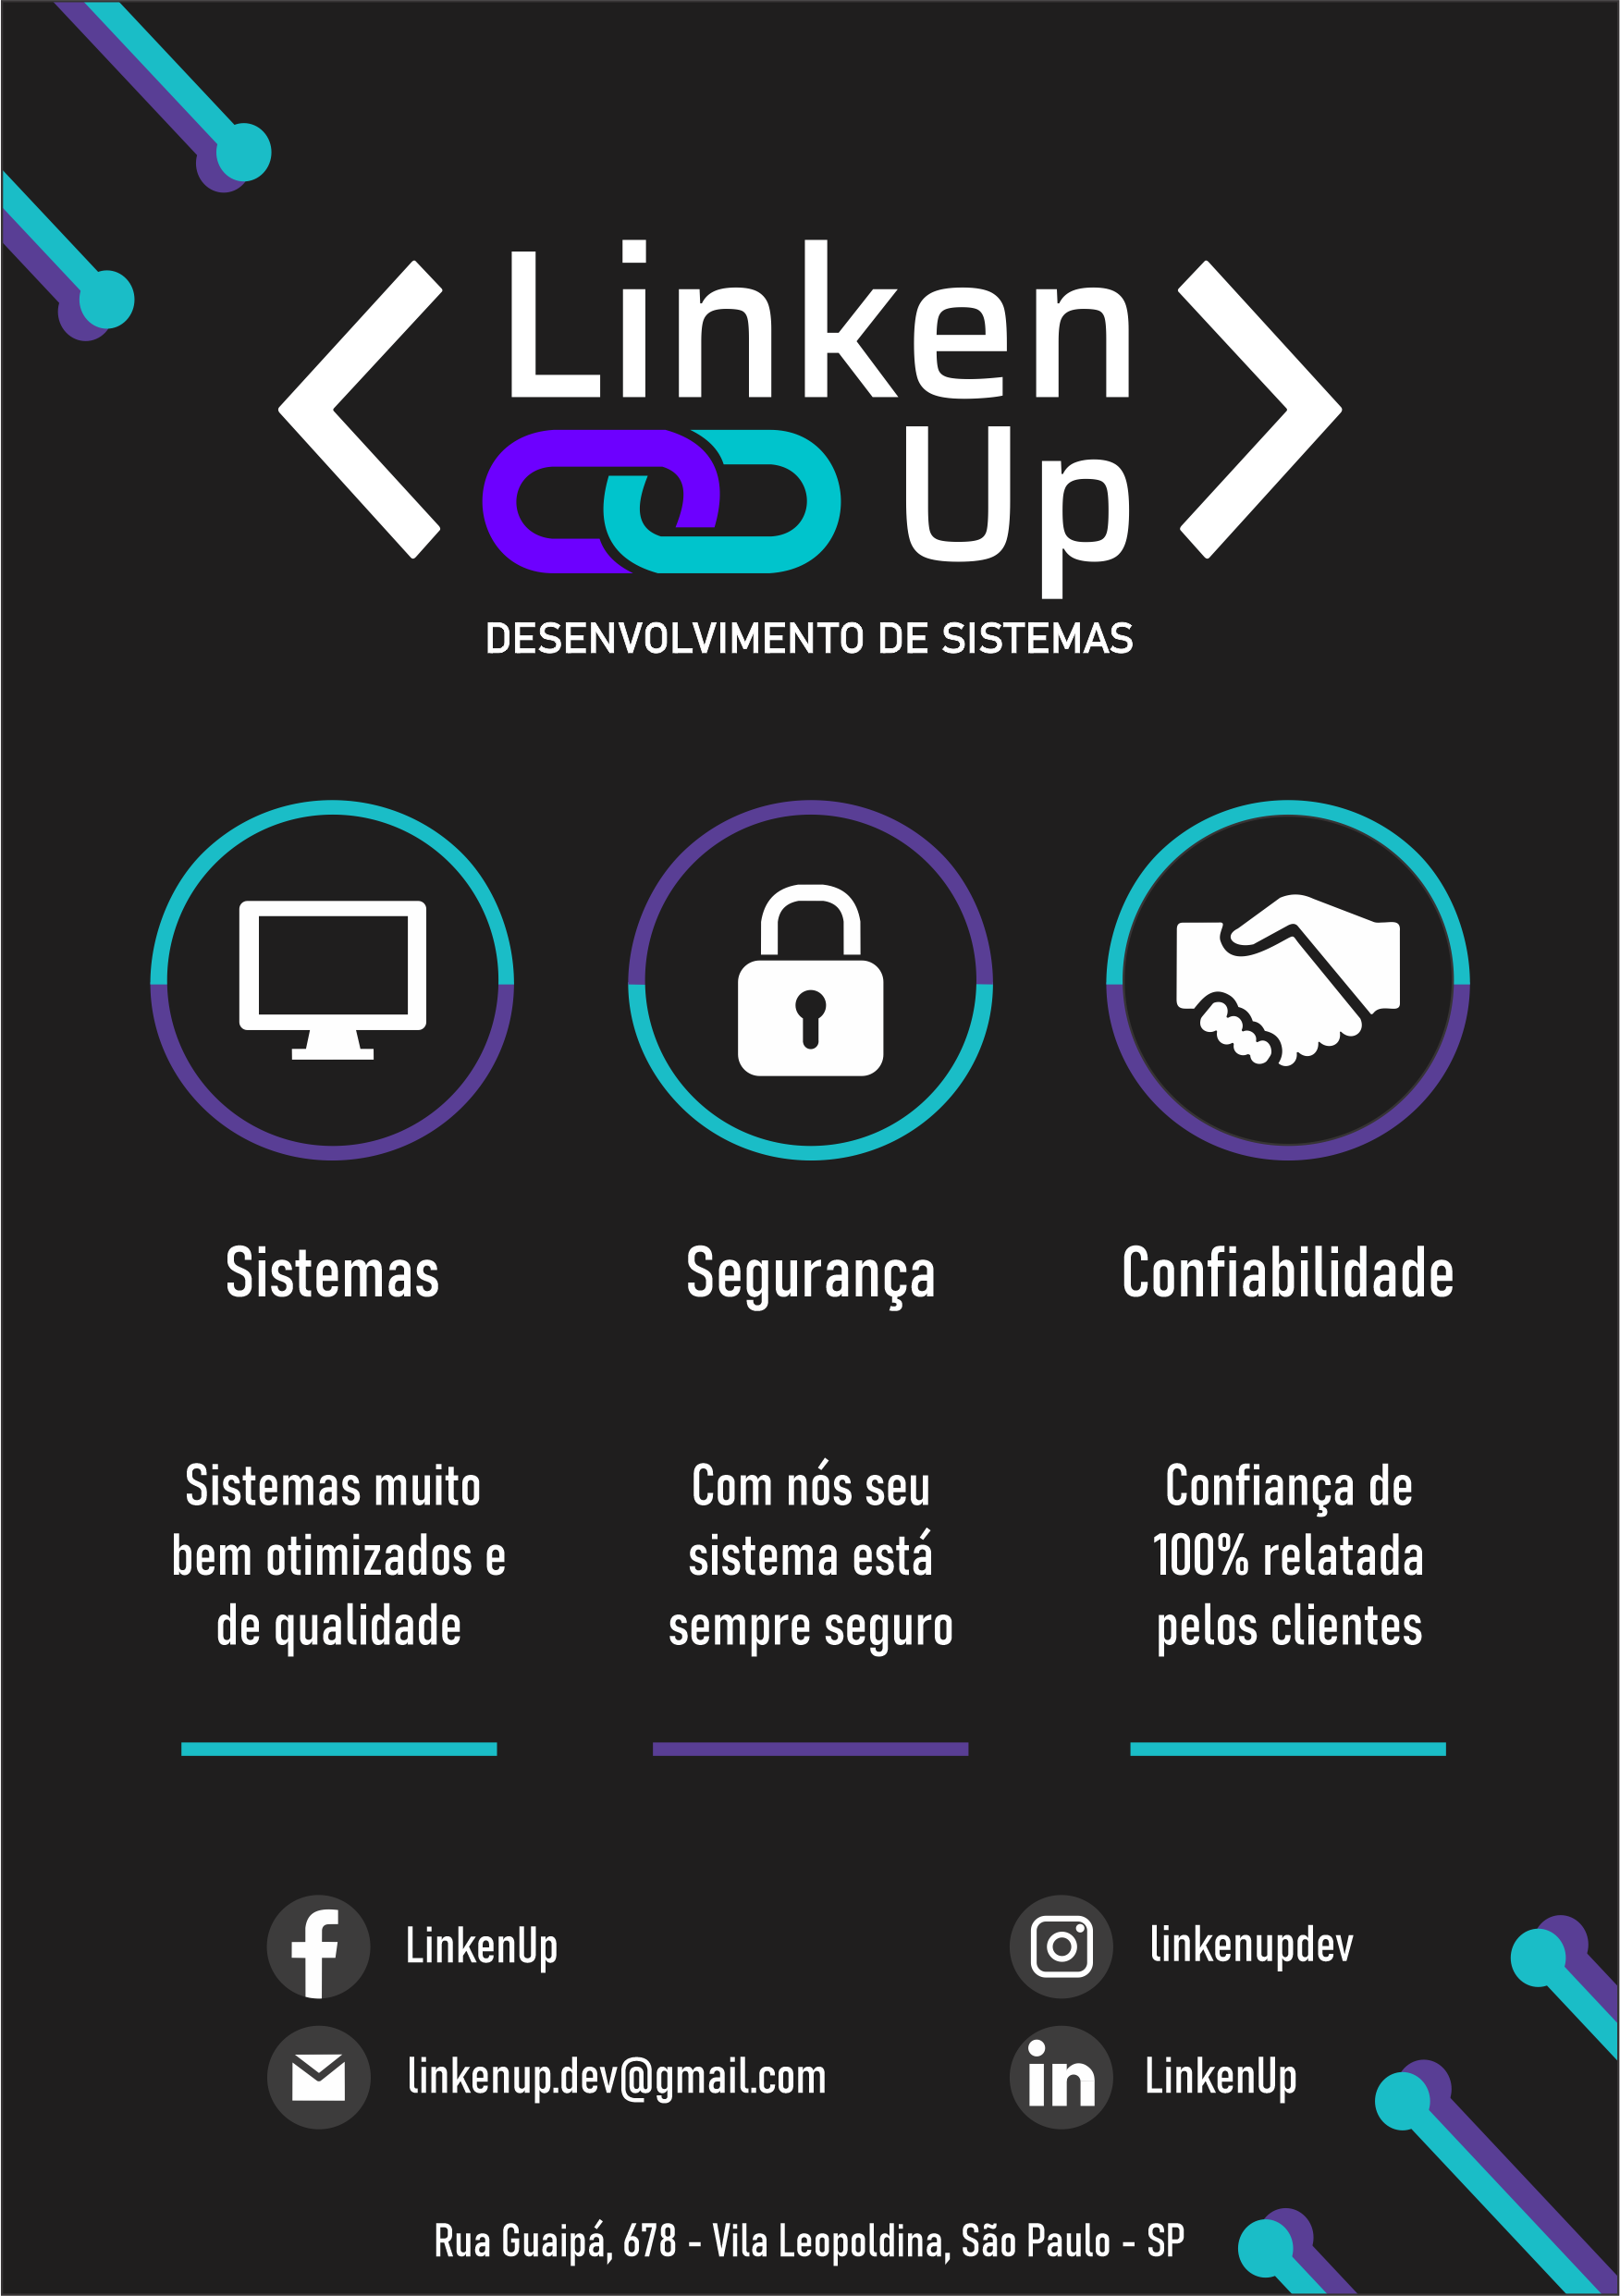 Linken
Up
DESENVOLVIMENTO DE SISTEMAS
Sistemas
Segurança
Confiabilidade
Sistemas muito
bem otimizados e
de qualidade
Com nós seu
sistema está
sempre seguro
Confiança de
100% relatada
pelos clientes
LinkenUp
linkenupdev
linkenup.dev@gmail.com
LinkenUp
Rua Guaipá, 678 - Vila Leopoldina, São Paulo - SP